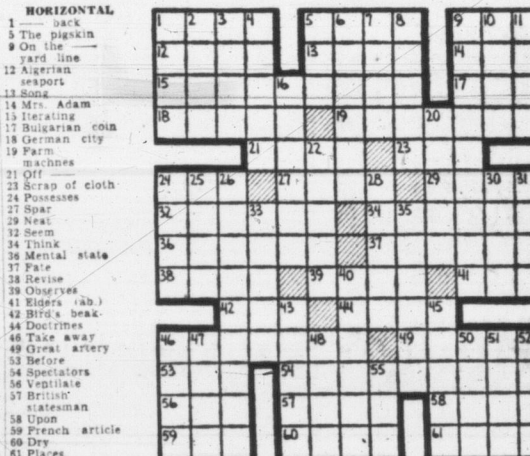 HORIZONTAL
1 —— back
5 The pigskin
9 On the ——
yard line
12 Algerian
seaport
13 Song
14 Mrs. Adam
15 Iterating
17 Bulgarian coin
18 German city
19 Farm
machnes
21 Off ——
23 Scrap of cloth
24 Possesses
27 Spar
29 Neat
32 Seem
34 Think
36 Mental state
37 Fate
38 Revise
39 Observes
41 Elders (ab.)
42 Bird's beak
44 Doctrines
46 Take away
49 Great artery
53 Before
54 Spectators
56 Ventilate
57 British
statesman
58 Upon
59 French article
60 Dry
61 Places
1 2 3 4 5 6 7 8 9 10 11
12 13 14
15 16 17
18 19 20
21 22 23
24 25 26 27 28 29 30 31
32 33 34 35
36 37
38 39 40 41
42 43 44 45
46 47 48 49 50 51 52
53 54 55
56 57 58
59 60 61